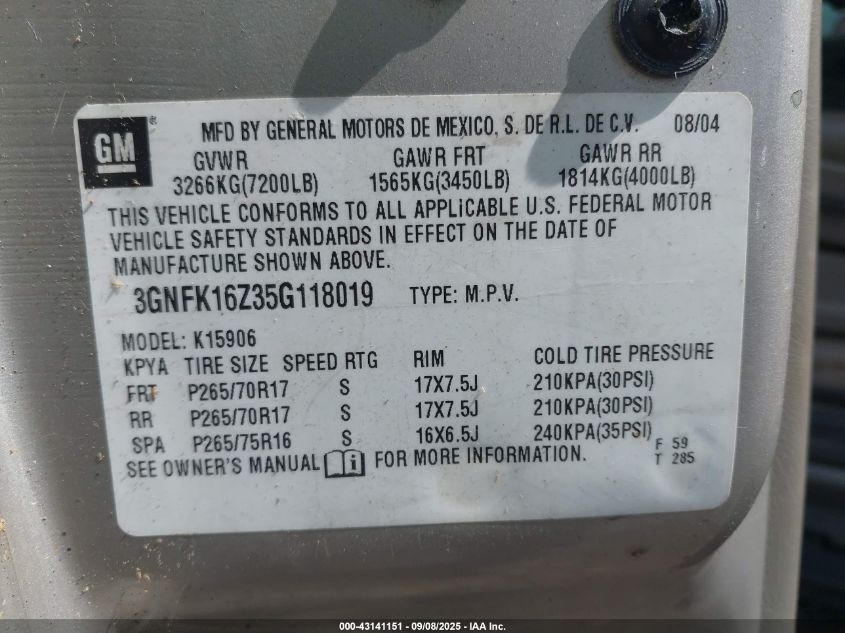 GM ® MFD BY GENERAL MOTORS DE MEXICO, S. DE R.L. DE C.V. 08/04
GVWR GAWR FRT GAWR RR
3266KG(7200LB) 1565KG(3450LB) 1814KG(4000LB)
THIS VEHICLE CONFORMS TO ALL APPLICABLE U.S. FEDERAL MOTOR
VEHICLE SAFETY STANDARDS IN EFFECT ON THE DATE OF
MANUFACTURE SHOWN ABOVE.
3GNFK16Z35G118019 TYPE: M.P.V.
MODEL: K15906
KPYA TIRE SIZE SPEED RTG RIM COLD TIRE PRESSURE
FRT P265/70R17 S 17X7.5J 210KPA(30PSI)
RR P265/70R17 S 17X7.5J 210KPA(30PSI)
SPA P265/75R16 S 16X6.5J 240KPA(35PSI) F 59
SEE OWNER'S MANUAL i FOR MORE INFORMATION. T 285
000-43141151 - 09/08/2025 - IAA Inc.